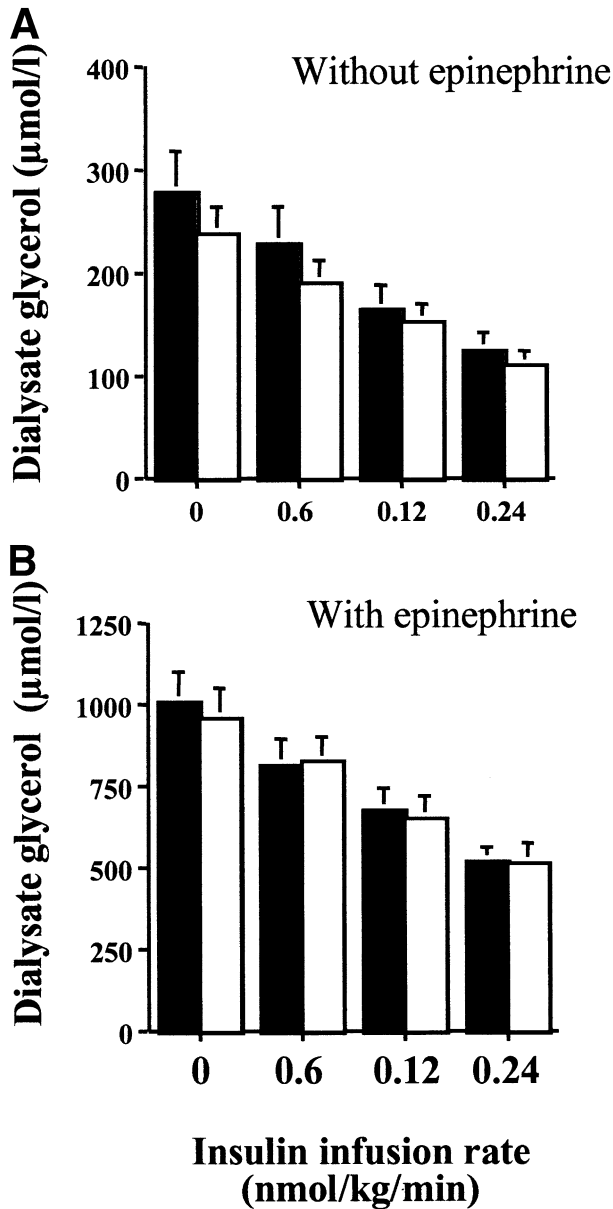 A
Without epinephrine
Dialysate glycerol (μmol/l)
400
300
200
100
0
0 0.6 0.12 0.24
B
With epinephrine
Dialysate glycerol (μmol/l)
1250
1000
750
500
250
0
0 0.6 0.12 0.24
Insulin infusion rate
(nmol/kg/min)